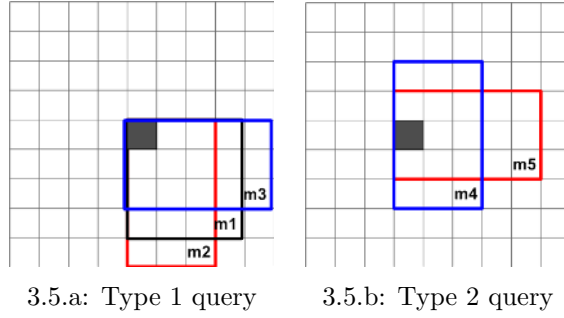 m3
m1
m2
m5
m4
3.5.a: Type 1 query
3.5.b: Type 2 query